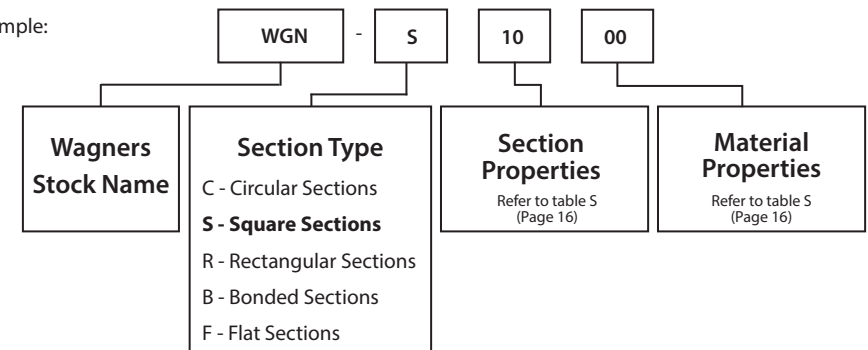 mple:
WGN - S 10 00
Wagners
Stock Name
Section Type
C - Circular Sections
S - Square Sections
R - Rectangular Sections
B - Bonded Sections
F - Flat Sections
Section
Properties
Refer to table S
(Page 16)
Material
Properties
Refer to table S
(Page 16)